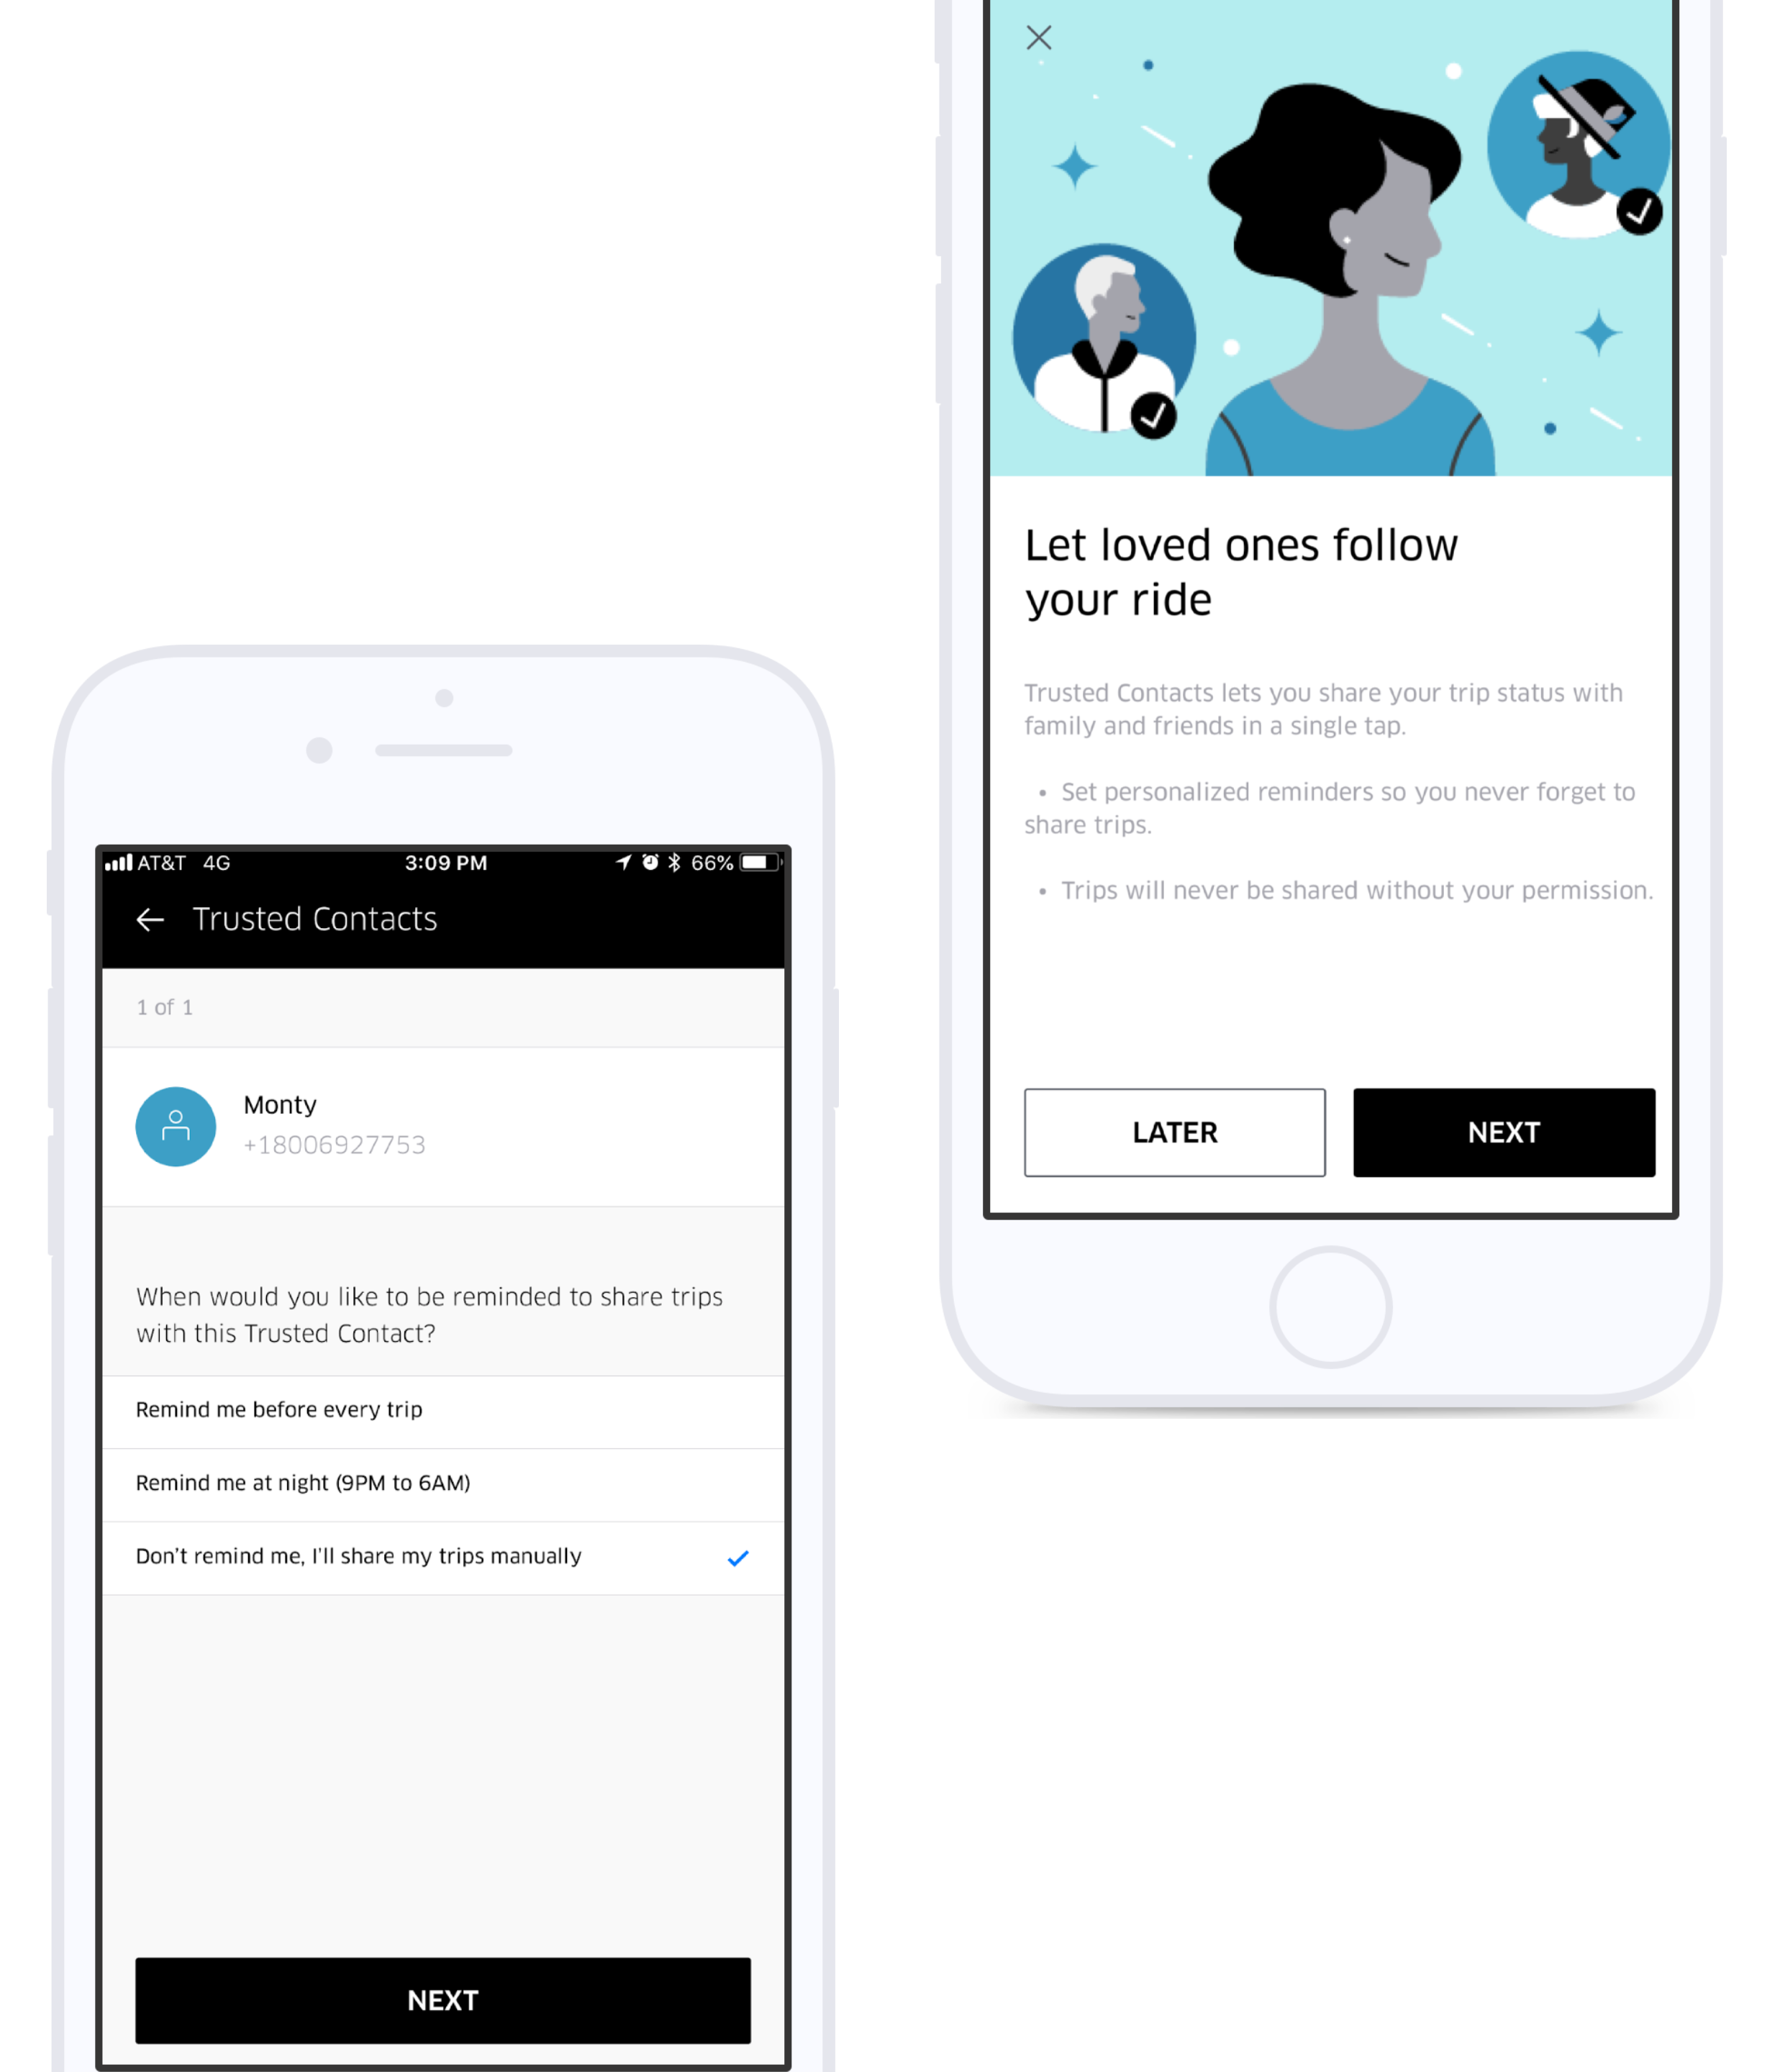 Let loved ones follow
your ride
Trusted Contacts lets you share your trip status with
family and friends in a single tap.
• Set personalized reminders so you never forget to
share trips.
• Trips will never be shared without your permission.
LATER
NEXT
AT&T 4G
3:09 PM
66%
Trusted Contacts
1 of 1
Monty
+18006927753
When would you like to be reminded to share trips
with this Trusted Contact?
Remind me before every trip
Remind me at night (9PM to 6AM)
Don't remind me, I'll share my trips manually
NEXT